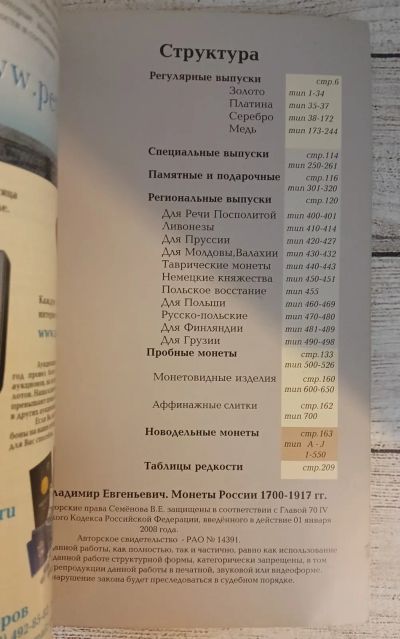 Структура
Регулярные выпуски стр.6
Золото тип 1-34
Платина тип 35-37
Серебро тип 38-172
Медь тип 173-244
Специальные выпуски стр.114
тип 250-261
Памятные и подарочные стр.116
тип 301-320
Региональные выпуски стр.120
Для Речи Посполитой тип 400-401
Ливонезы тип 410-414
Для Пруссии тип 420-427
Для Молдовы,Валахии тип 430-432
Таврические монеты тип 440-443
Немецкие княжества тип 450-451
Польское восстание тип 455
Для Польши тип 460-469
Русско-польские тип 470-480
Для Финляндии тип 481-489
Для Грузии тип 490-498
Пробные монеты стр.133
тип 500-526
Монетовидные изделия стр.160
тип 600-650
Аффинажные слитки стр.162
тип 700
Новодельные монеты стр.163
тип А - J
1-550
Таблицы редкости стр.209
ладимир Евгеньевич. Монеты России 1700-1917 гг.
орские права Семёнова В.Е. защищены в соответствии с Главой 70 IV
кого Кодекса Российской Федерации, введённого в действие 01 января
2008 года.
Авторское свидетельство - РАО № 14391.
данной работы, как полностью, так и частично, равно как использование
данной работе структурной формы, категорически запрещены, в том
репродукции данной работы в печатной, звуковой или видеоформе.
нарушение закона будет преследоваться в судебном порядке.